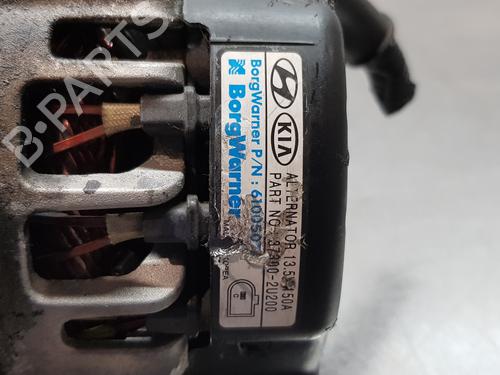 KIA
ALTERNATOR 13.5V 150A
PART NO : 37300-2U200
BorgWarner P/N : 610050
BorgWarner
C
B-PARTS